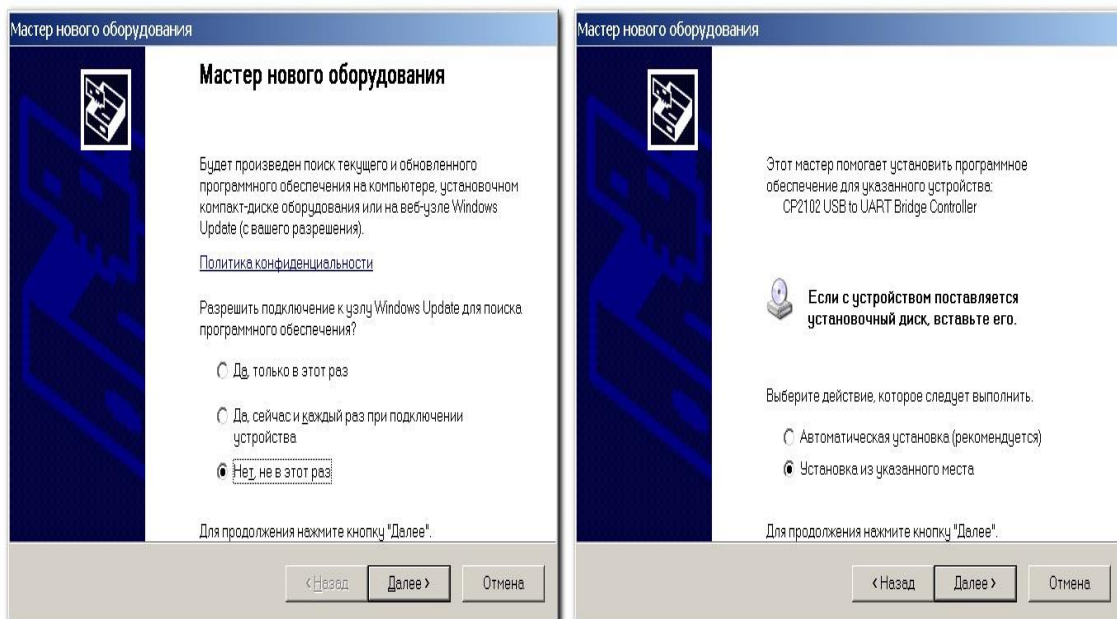 Мастер нового оборудования
Мастер нового оборудования
Будет произведен поиск текущего и обновленного
программного обеспечения на компьютере, установочном
компакт-диске оборудования или на веб-узле Windows
Update (с вашего разрешения).
Политика конфиденциальности
Разрешить подключение к узлу Windows Update для поиска
программного обеспечения?
Да, только в этот раз
Да, сейчас и каждый раз при подключении
устройства
Нет, не в этот раз
Для продолжения нажмите кнопку "Далее".
< Назад
Далее >
Отмена
Мастер нового оборудования
Этот мастер помогает установить программное
обеспечение для указанного устройства:
CP2102 USB to UART Bridge Controller
Если с устройством поставляется
установочный диск, вставьте его.
Выберите действие, которое следует выполнить.
Автоматическая установка (рекомендуется)
Установка из указанного места
Для продолжения нажмите кнопку "Далее".
< Назад
Далее >
Отмена